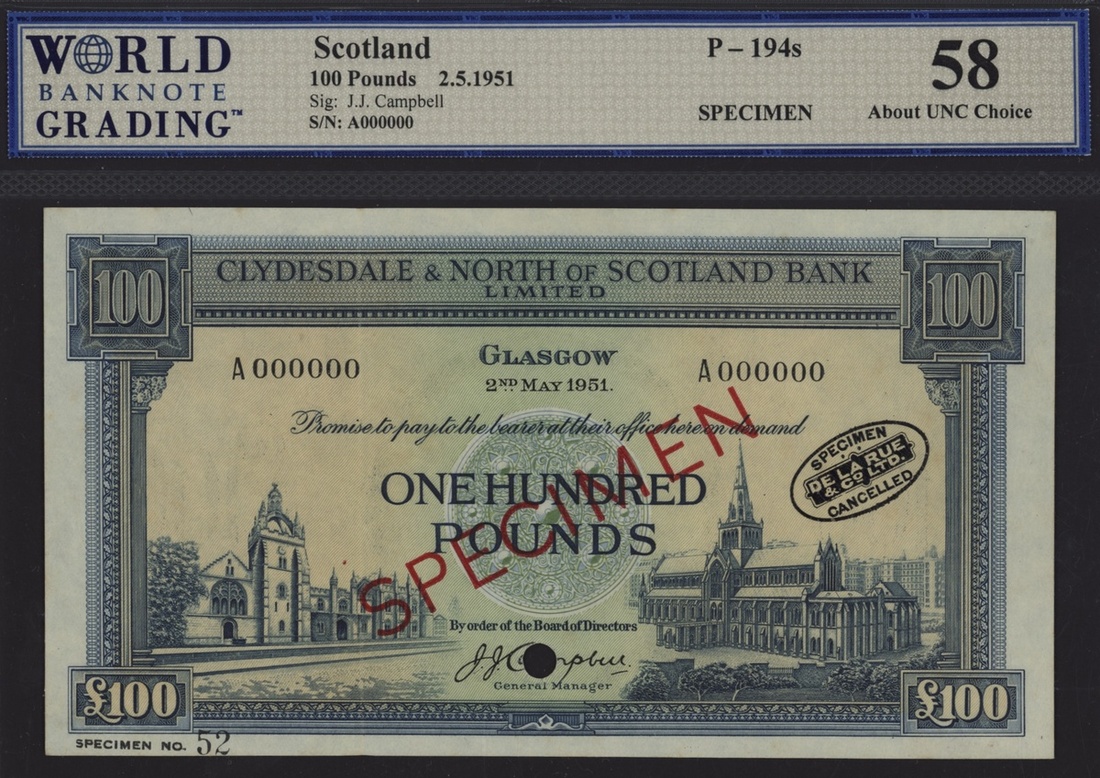 WORLD
BANKNOTE
GRADING™
Scotland
100 Pounds 2.5.1951
Sig: J.J. Campbell
S/N: A000000
P – 194s
SPECIMEN
58
About UNC Choice
100
CLYDESDALE & NORTH OF SCOTLAND BANK
LIMITED
100
GLASGOW
2ND MAY 1951.
A 000000
A 000000
Promise to pay to the bearer at their office here on demand
ONE HUNDRED
POUNDS
SPECIMEN
SPECIMEN
DE LA RUE
& CO. LTD.
CANCELLED
By order of the Board of Directors
J.J. Campbell.
General Manager
£100
£100
SPECIMEN NO. 52